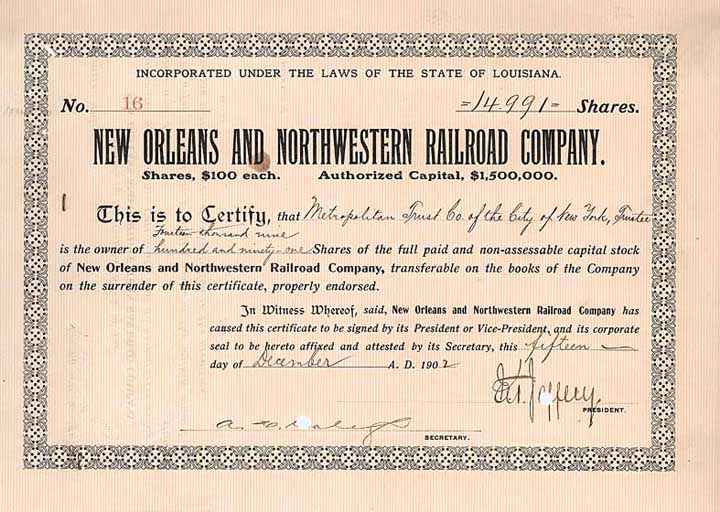 INCORPORATED UNDER THE LAWS OF THE STATE OF LOUISIANA.
No. 16 =14,991= Shares.
NEW ORLEANS AND NORTHWESTERN RAILROAD COMPANY.
Shares, $100 each. Authorized Capital, $1,500,000.
This is to Certify, that Metropolitan Trust Co. of the City of New York, Trustee
Fourteen thousand nine
is the owner of hundred and ninety-one Shares of the full paid and non-assessable capital stock
of New Orleans and Northwestern Railroad Company, transferable on the books of the Company
on the surrender of this certificate, properly endorsed.
In Witness Whereof, said, New Orleans and Northwestern Railroad Company has
caused this certificate to be signed by its President or Vice-President, and its corporate
seal to be hereto affixed and attested by its Secretary, this fifteen
day of December A. D. 1902
Jeffery
PRESIDENT.
SECRETARY.